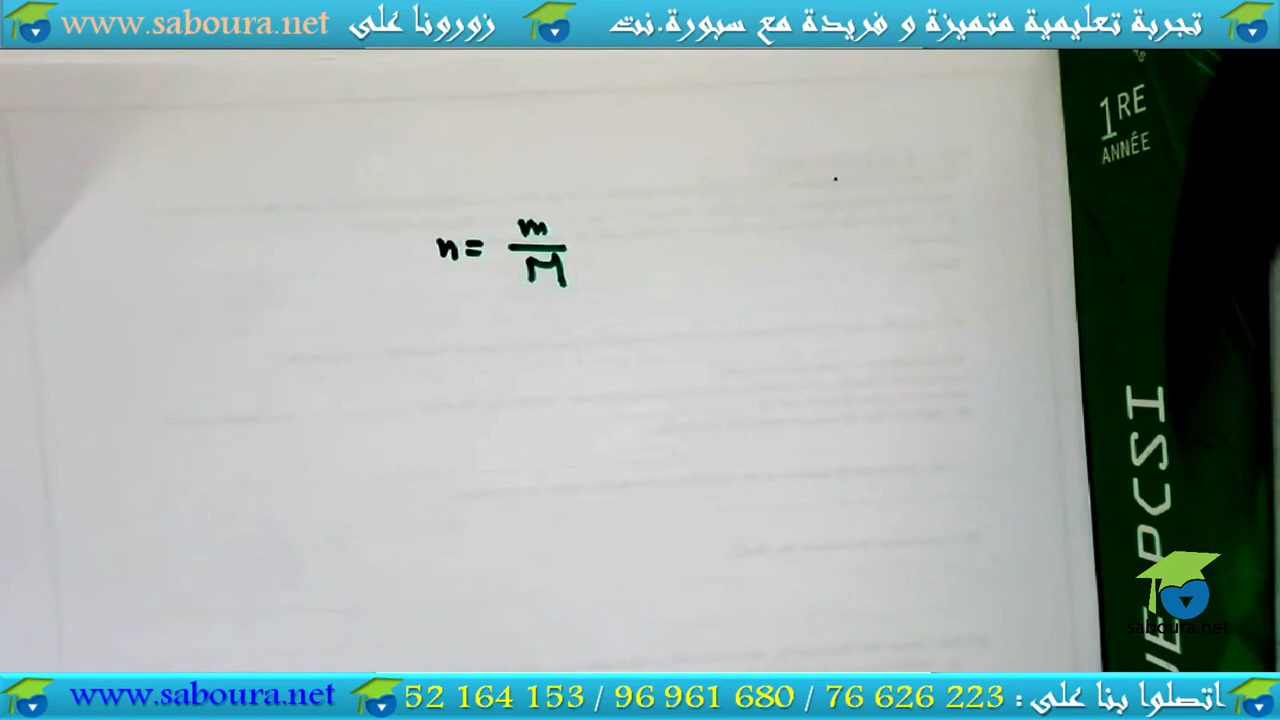 تجربة تعليمية متميزة و فريدة مع سبورة.نت زورونا على www.saboura.net
1RE
ANNÉE
n = m/M
PCSI
saboura.net
اتصلوا بنا على : 52 164 153 / 96 961 680 / 76 626 223 www.saboura.net